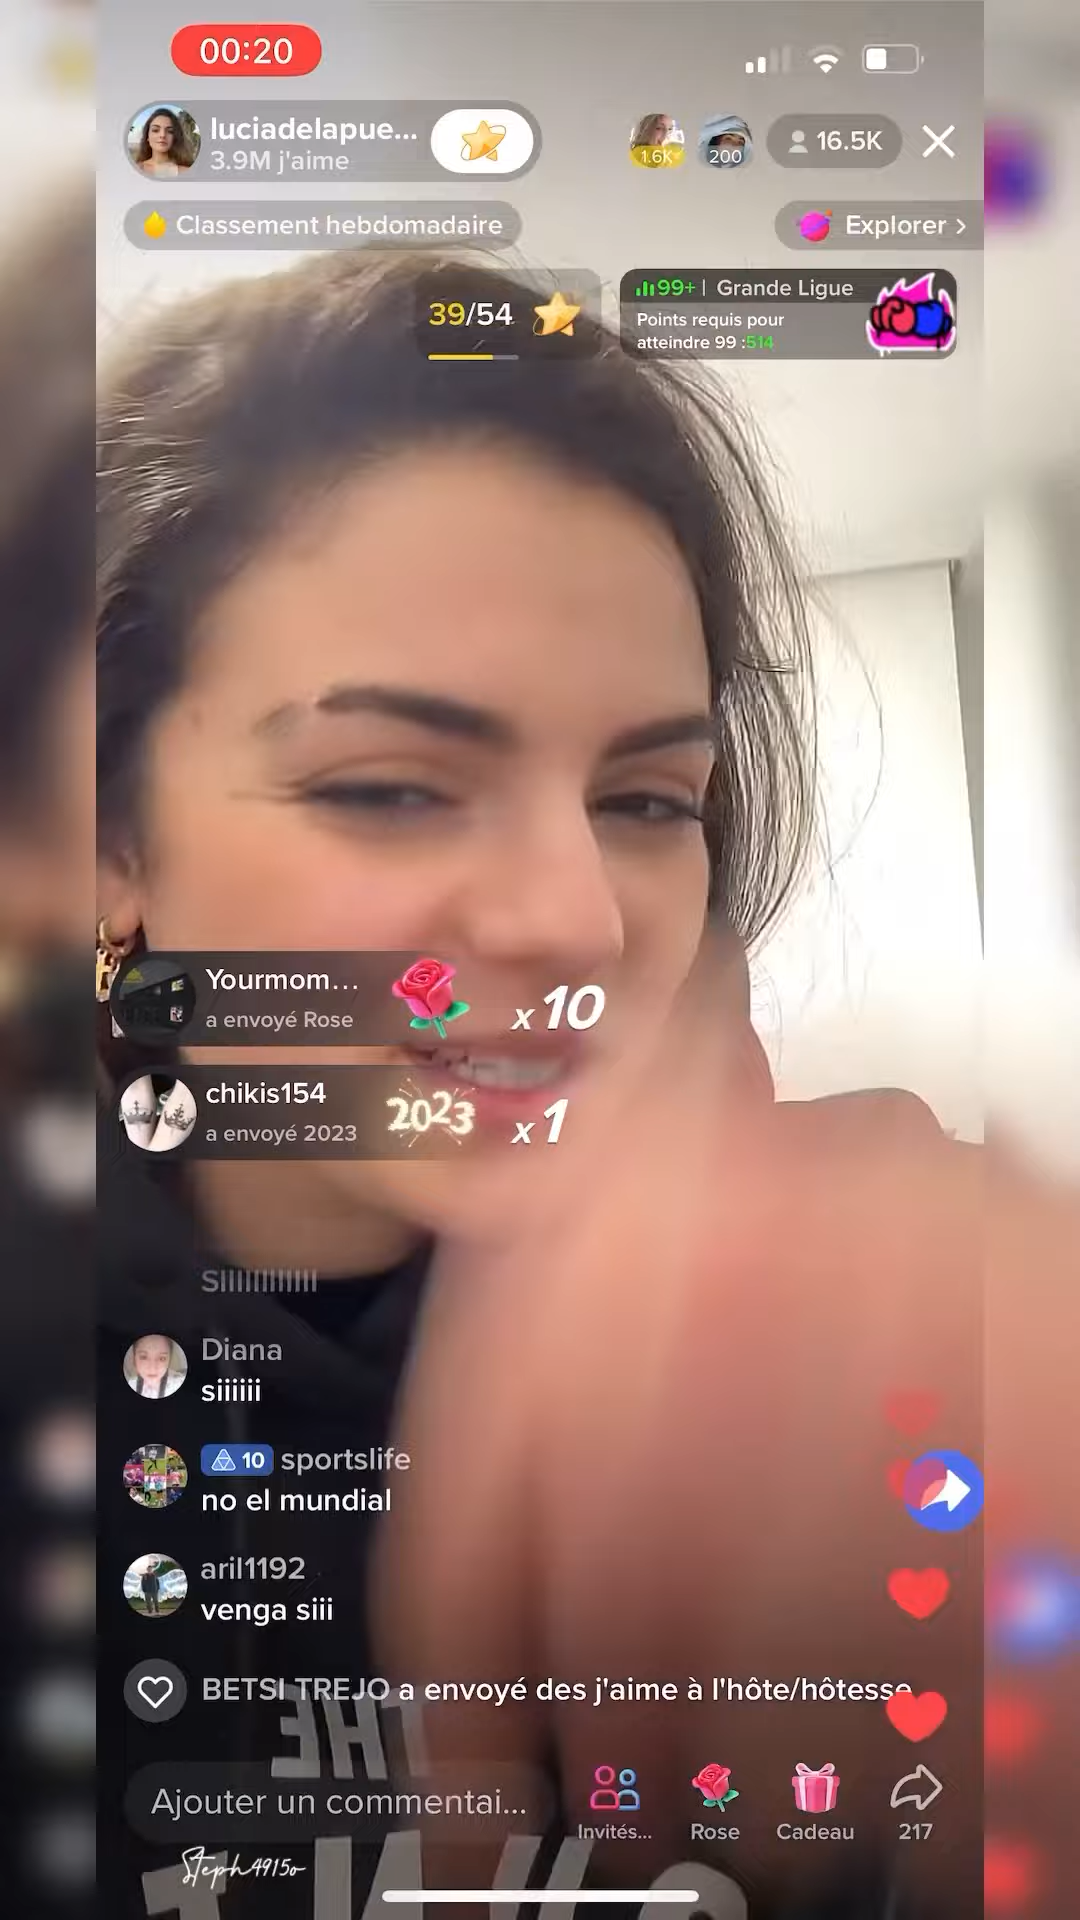 00:20
luciadelapue...
3.9M j'aime
1.6K
200
16.5K
Classement hebdomadaire
Explorer >
39/54
99+ | Grande Ligue
Points requis pour
atteindre 99 :514
Yourmom...
a envoyé Rose
x10
chikis154
a envoyé 2023
2023
x1
SIIIIIIIIIIII
Diana
siiiiii
10 sportslife
no el mundial
aril1192
venga siii
BETSI TREJO a envoyé des j'aime à l'hôte/hôtesse
THE
Ajouter un commentai...
Invités...
Rose
Cadeau
217
Steph4915o